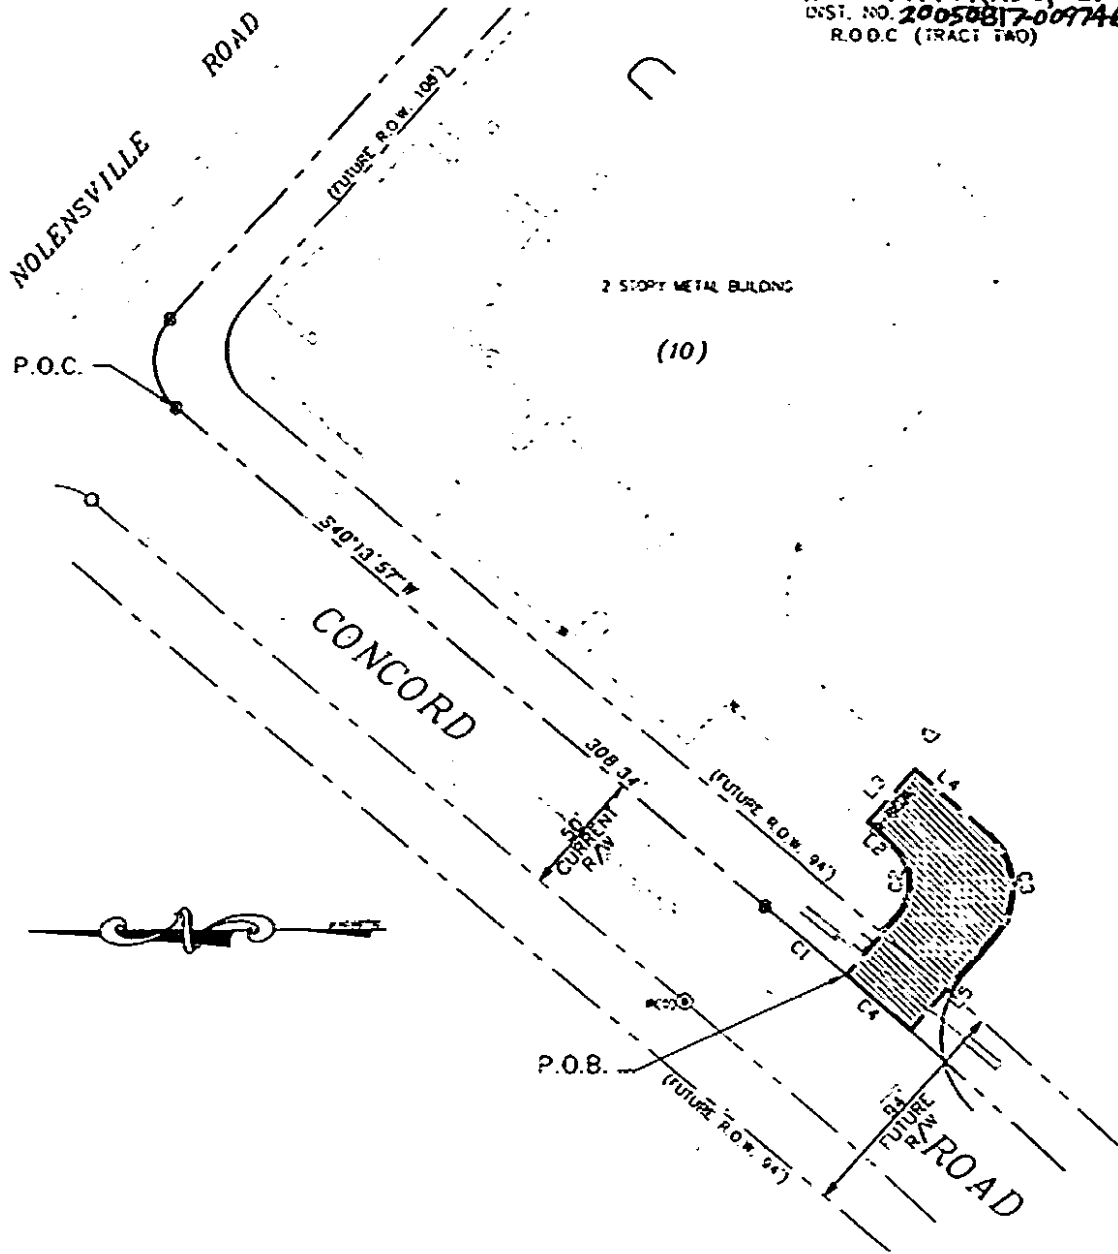 INST. NO. 20050817-009746
R.O.D.C (TRACT TWO)
ROAD
NOLENSVILLE
(FUTURE R.O.W. 108')
2 STORY METAL BUILDING
(10)
P.O.C.
S40°13'57"W
CONCORD
308.34'
50'
CURRENT
R/W
(FUTURE R.O.W. 94')
L3
L4
L2
C2
C3
C1
L5
C4
P.O.B.
(FUTURE R.O.W. 94')
94'
FUTURE
R/W
ROAD